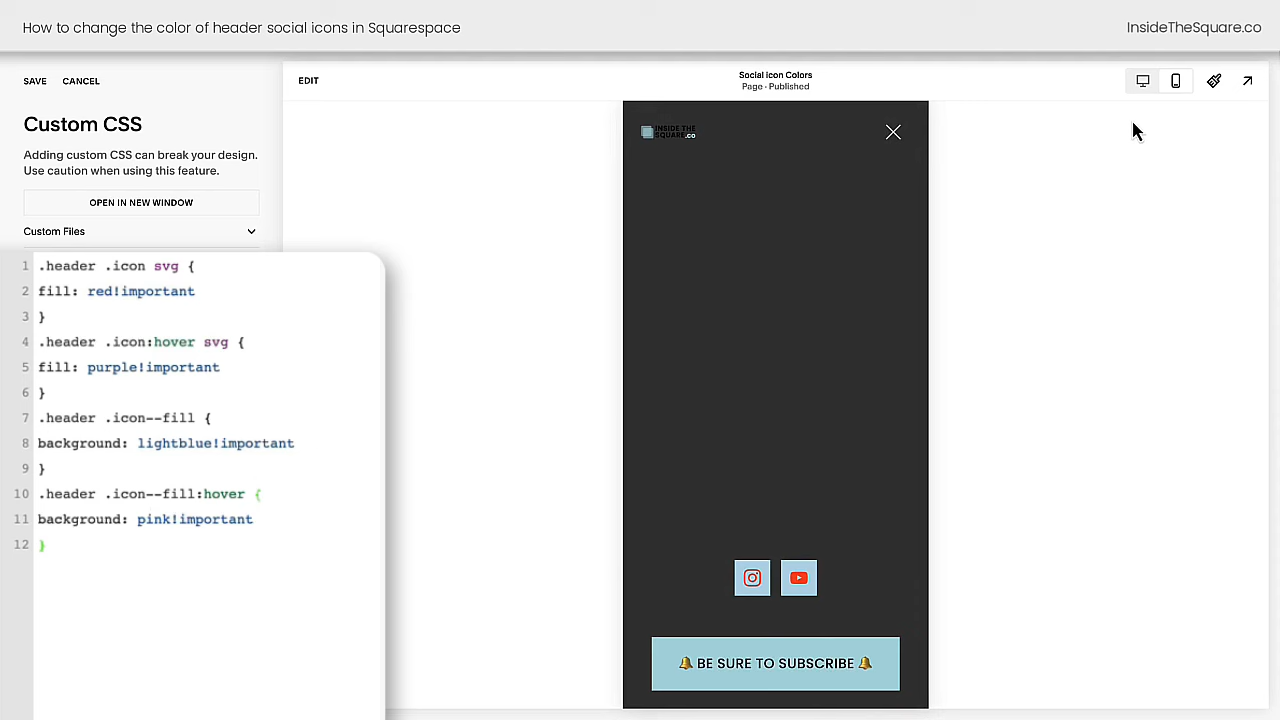 How to change the color of header social icons in Squarespace
InsideTheSquare.co
SAVE CANCEL
EDIT
Social icon Colors
Page · Published
Custom CSS
Adding custom CSS can break your design.
Use caution when using this feature.
OPEN IN NEW WINDOW
Custom Files
INSIDE THE
SQUARE.CO
1 .header .icon svg {
2 fill: red!important
3 }
4 .header .icon:hover svg {
5 fill: purple!important
6 }
7 .header .icon--fill {
8 background: lightblue!important
9 }
10 .header .icon--fill:hover {
11 background: pink!important
12 }
🔔 BE SURE TO SUBSCRIBE 🔔